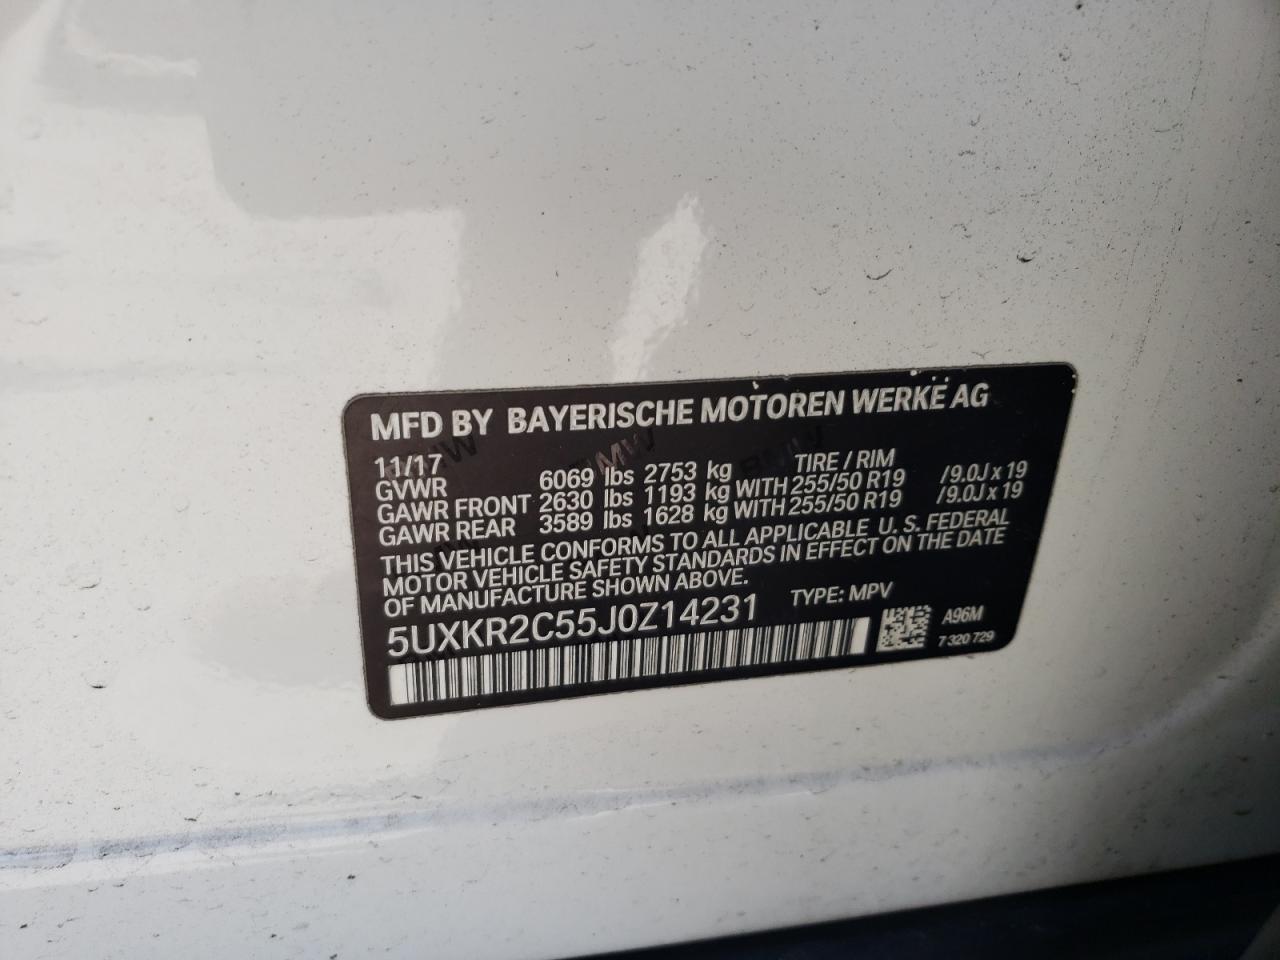 MFD BY BAYERISCHE MOTOREN WERKE AG
11/17 TIRE / RIM
GVWR 6069 lbs 2753 kg
GAWR FRONT 2630 lbs 1193 kg WITH 255/50 R19 /9.0J x 19
GAWR REAR 3589 lbs 1628 kg WITH 255/50 R19 /9.0J x 19
THIS VEHICLE CONFORMS TO ALL APPLICABLE U. S. FEDERAL
MOTOR VEHICLE SAFETY STANDARDS IN EFFECT ON THE DATE
OF MANUFACTURE SHOWN ABOVE.
5UXKR2C55J0Z14231 TYPE: MPV
A96M
7 320 729